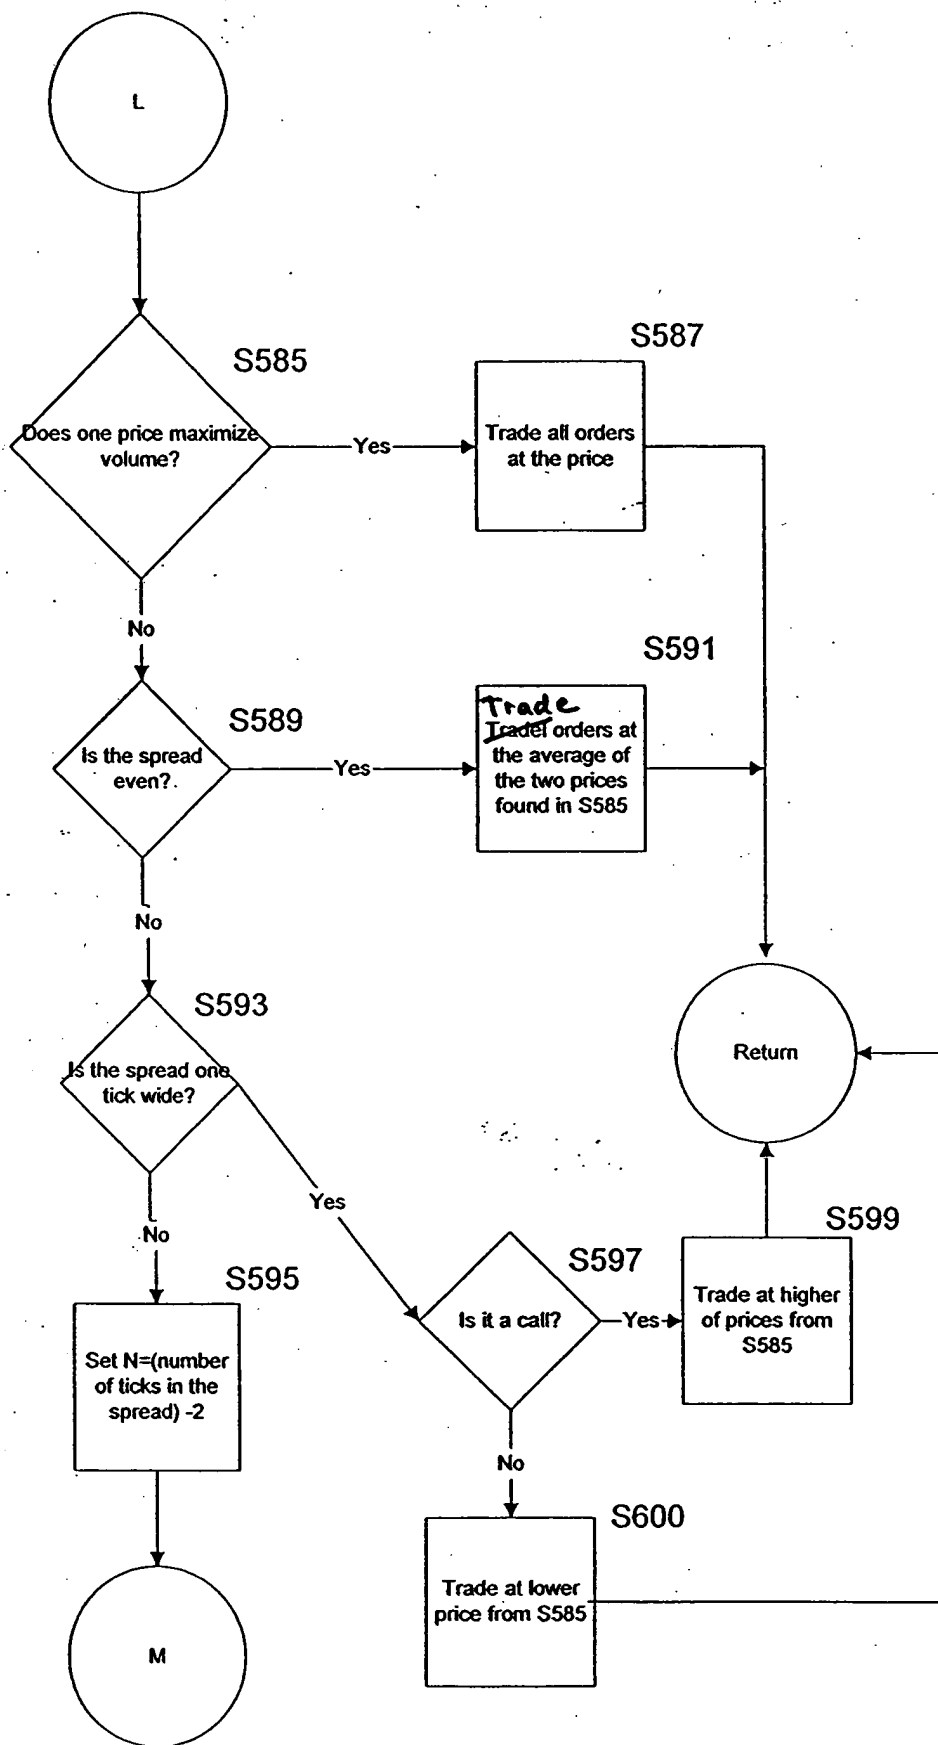 L
S585
Does one price maximize
volume?
Yes
S587
Trade all orders
at the price
No
S589
Is the spread
even?
Yes
S591
Trade
Tradel orders at
the average of
the two prices
found in S585
No
S593
Is the spread one
tick wide?
Return
Yes
No
S595
Set N=(number
of ticks in the
spread) -2
S597
Is it a call?
Yes
S599
Trade at higher
of prices from
S585
No
S600
Trade at lower
price from S585
M